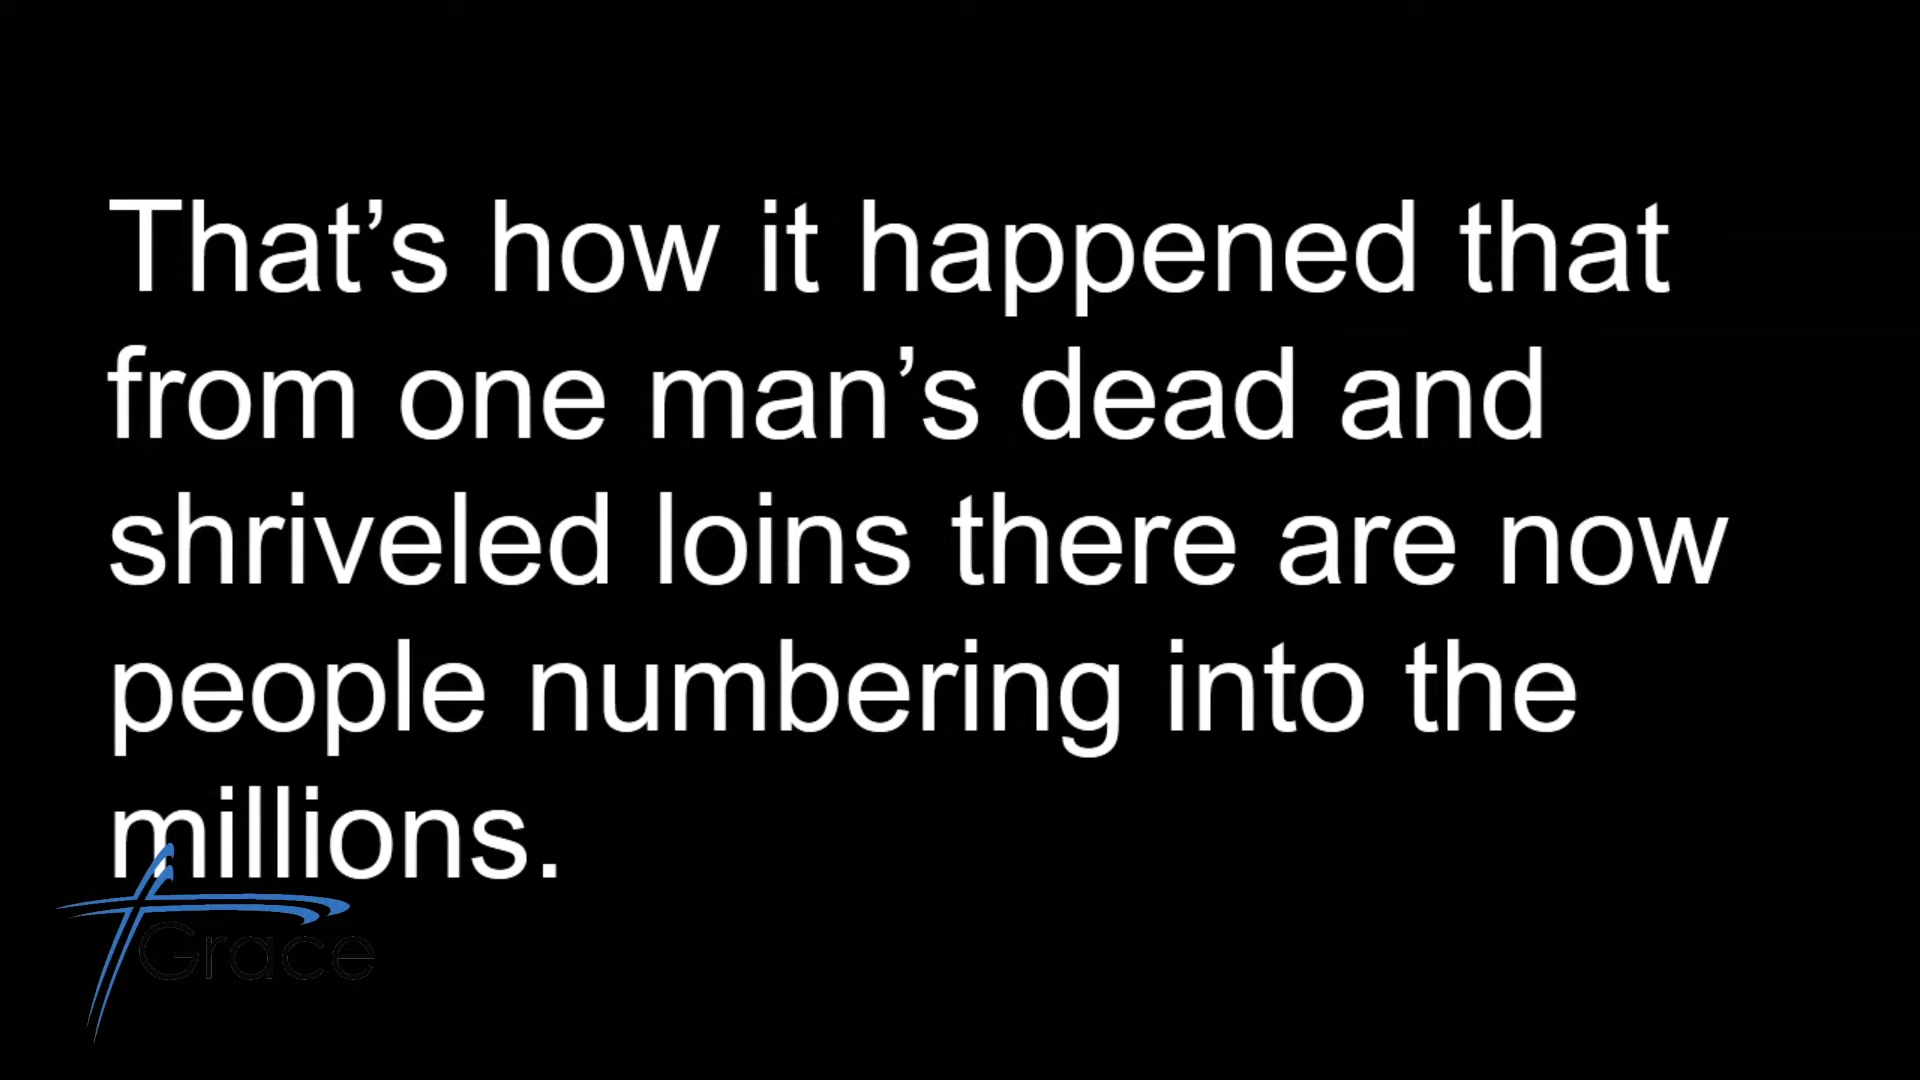 That’s how it happened that
from one man’s dead and
shriveled loins there are now
people numbering into the
millions.
Grace